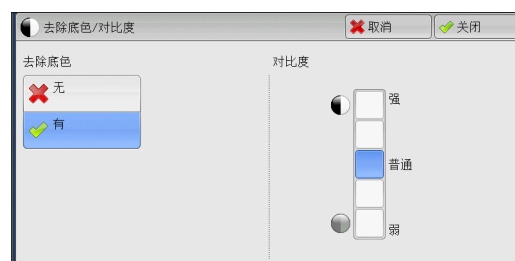 去除底色/对比度 取消 关闭
去除底色 对比度
无
有
强
普通
弱